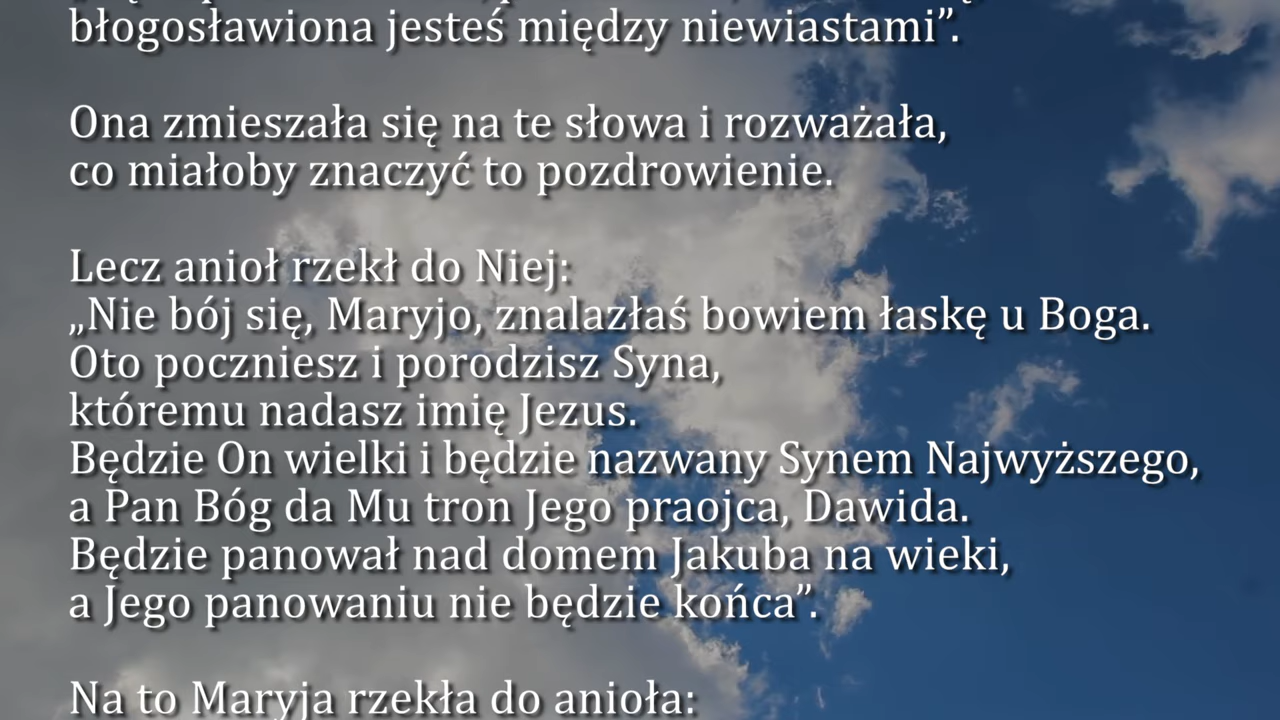 błogosławiona jesteś między niewiastami”.
Ona zmieszała się na te słowa i rozważała,
co miałoby znaczyć to pozdrowienie.
Lecz anioł rzekł do Niej:
„Nie bój się, Maryjo, znalazłaś bowiem łaskę u Boga.
Oto poczniesz i porodzisz Syna,
któremu nadasz imię Jezus.
Będzie On wielki i będzie nazwany Synem Najwyższego,
a Pan Bóg da Mu tron Jego praojca, Dawida.
Będzie panował nad domem Jakuba na wieki,
a Jego panowaniu nie będzie końca”.
Na to Maryja rzekła do anioła: